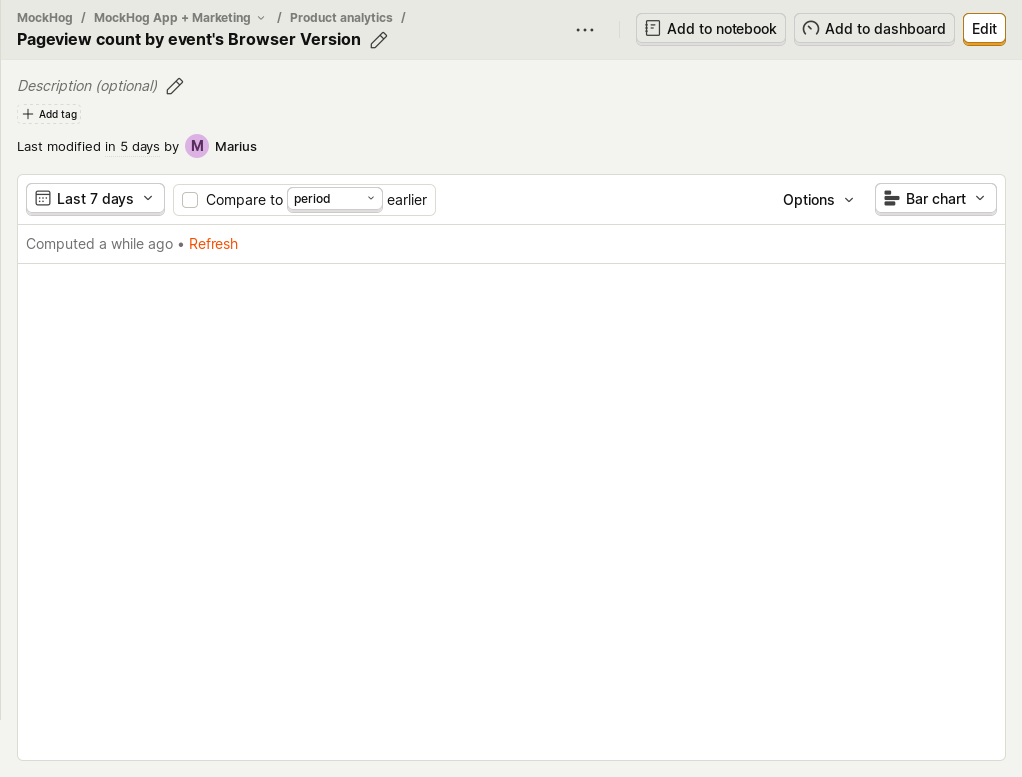 MockHog / MockHog App + Marketing / Product analytics /
Pageview count by event's Browser Version
Add to notebook
Add to dashboard
Edit
Description (optional)
Add tag
Last modified in 5 days by M Marius
Last 7 days
Compare to period earlier
Options
Bar chart
Computed a while ago • Refresh